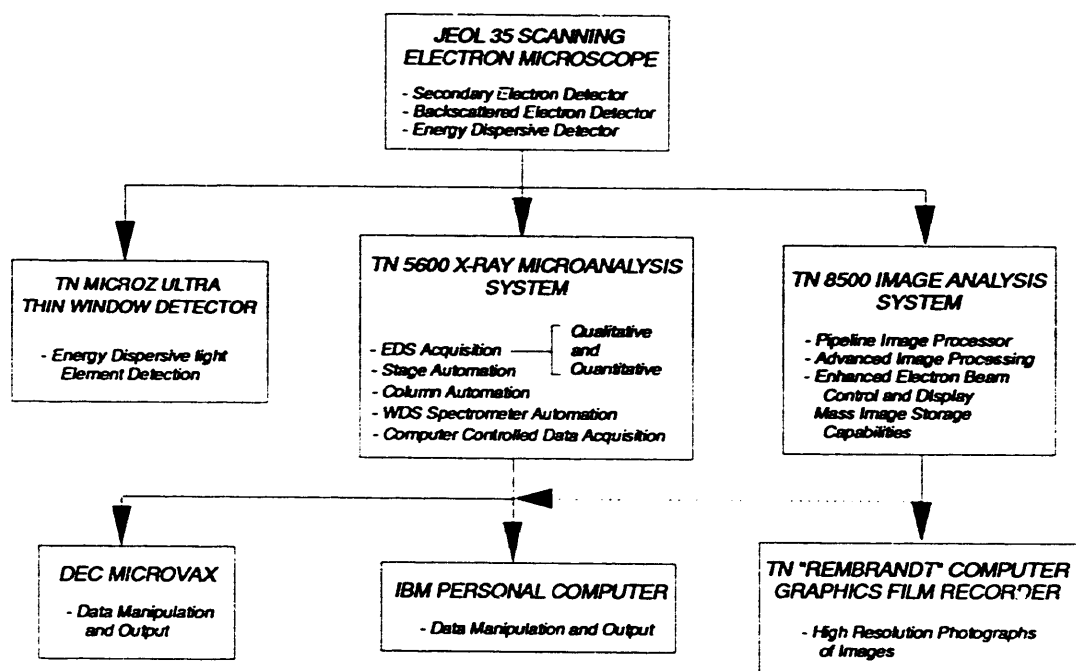 JEOL 35 SCANNING
ELECTRON MICROSCOPE
- Secondary Electron Detector
- Backscattered Electron Detector
- Energy Dispersive Detector
TN MICROZ ULTRA
THIN WINDOW DETECTOR
- Energy Dispersive light
Element Detection
TN 5600 X-RAY MICROANALYSIS
SYSTEM
- EDS Acquisition
- Stage Automation
- Column Automation
- WDS Spectrometer Automation
- Computer Controlled Data Acquisition
Qualitative
and
Quantitative
TN 8500 IMAGE ANALYSIS
SYSTEM
- Pipeline Image Processor
- Advanced Image Processing
- Enhanced Electron Beam
Control and Display
Mass Image Storage
Capabilities
DEC MICROVAX
- Data Manipulation
and Output
IBM PERSONAL COMPUTER
- Data Manipulation and Output
TN "REMBRANDT" COMPUTER
GRAPHICS FILM RECORDER
- High Resolution Photographs
of Images